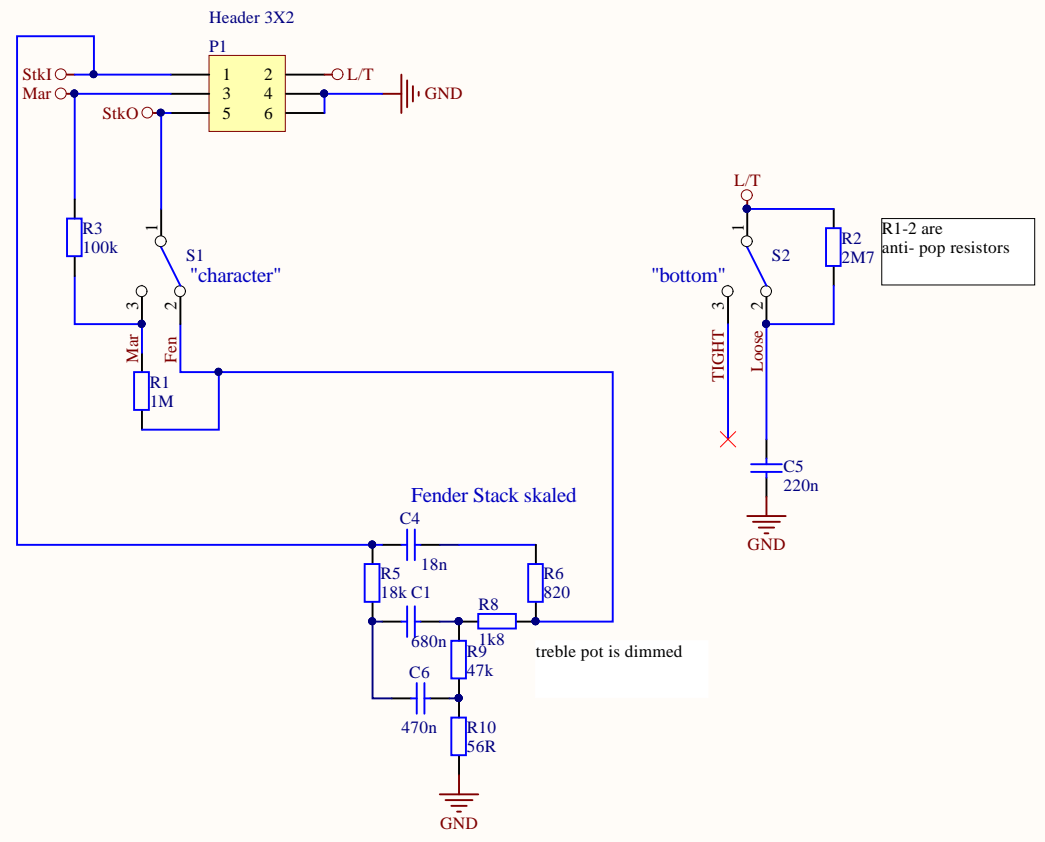 Header 3X2
P1
StkI
1
2
L/T
Mar
3
4
GND
StkO
5
6
R3
100k
1
S1
"character"
3
2
Mar
Fen
R1
1M
L/T
1
S2
R2
2M7
R1-2 are
anti- pop resistors
"bottom"
3
2
TIGHT
Loose
C5
220n
GND
Fender Stack skaled
C4
18n
R5
18k
C1
680n
R6
820
R8
1k8
R9
47k
treble pot is dimmed
C6
470n
R10
56R
GND